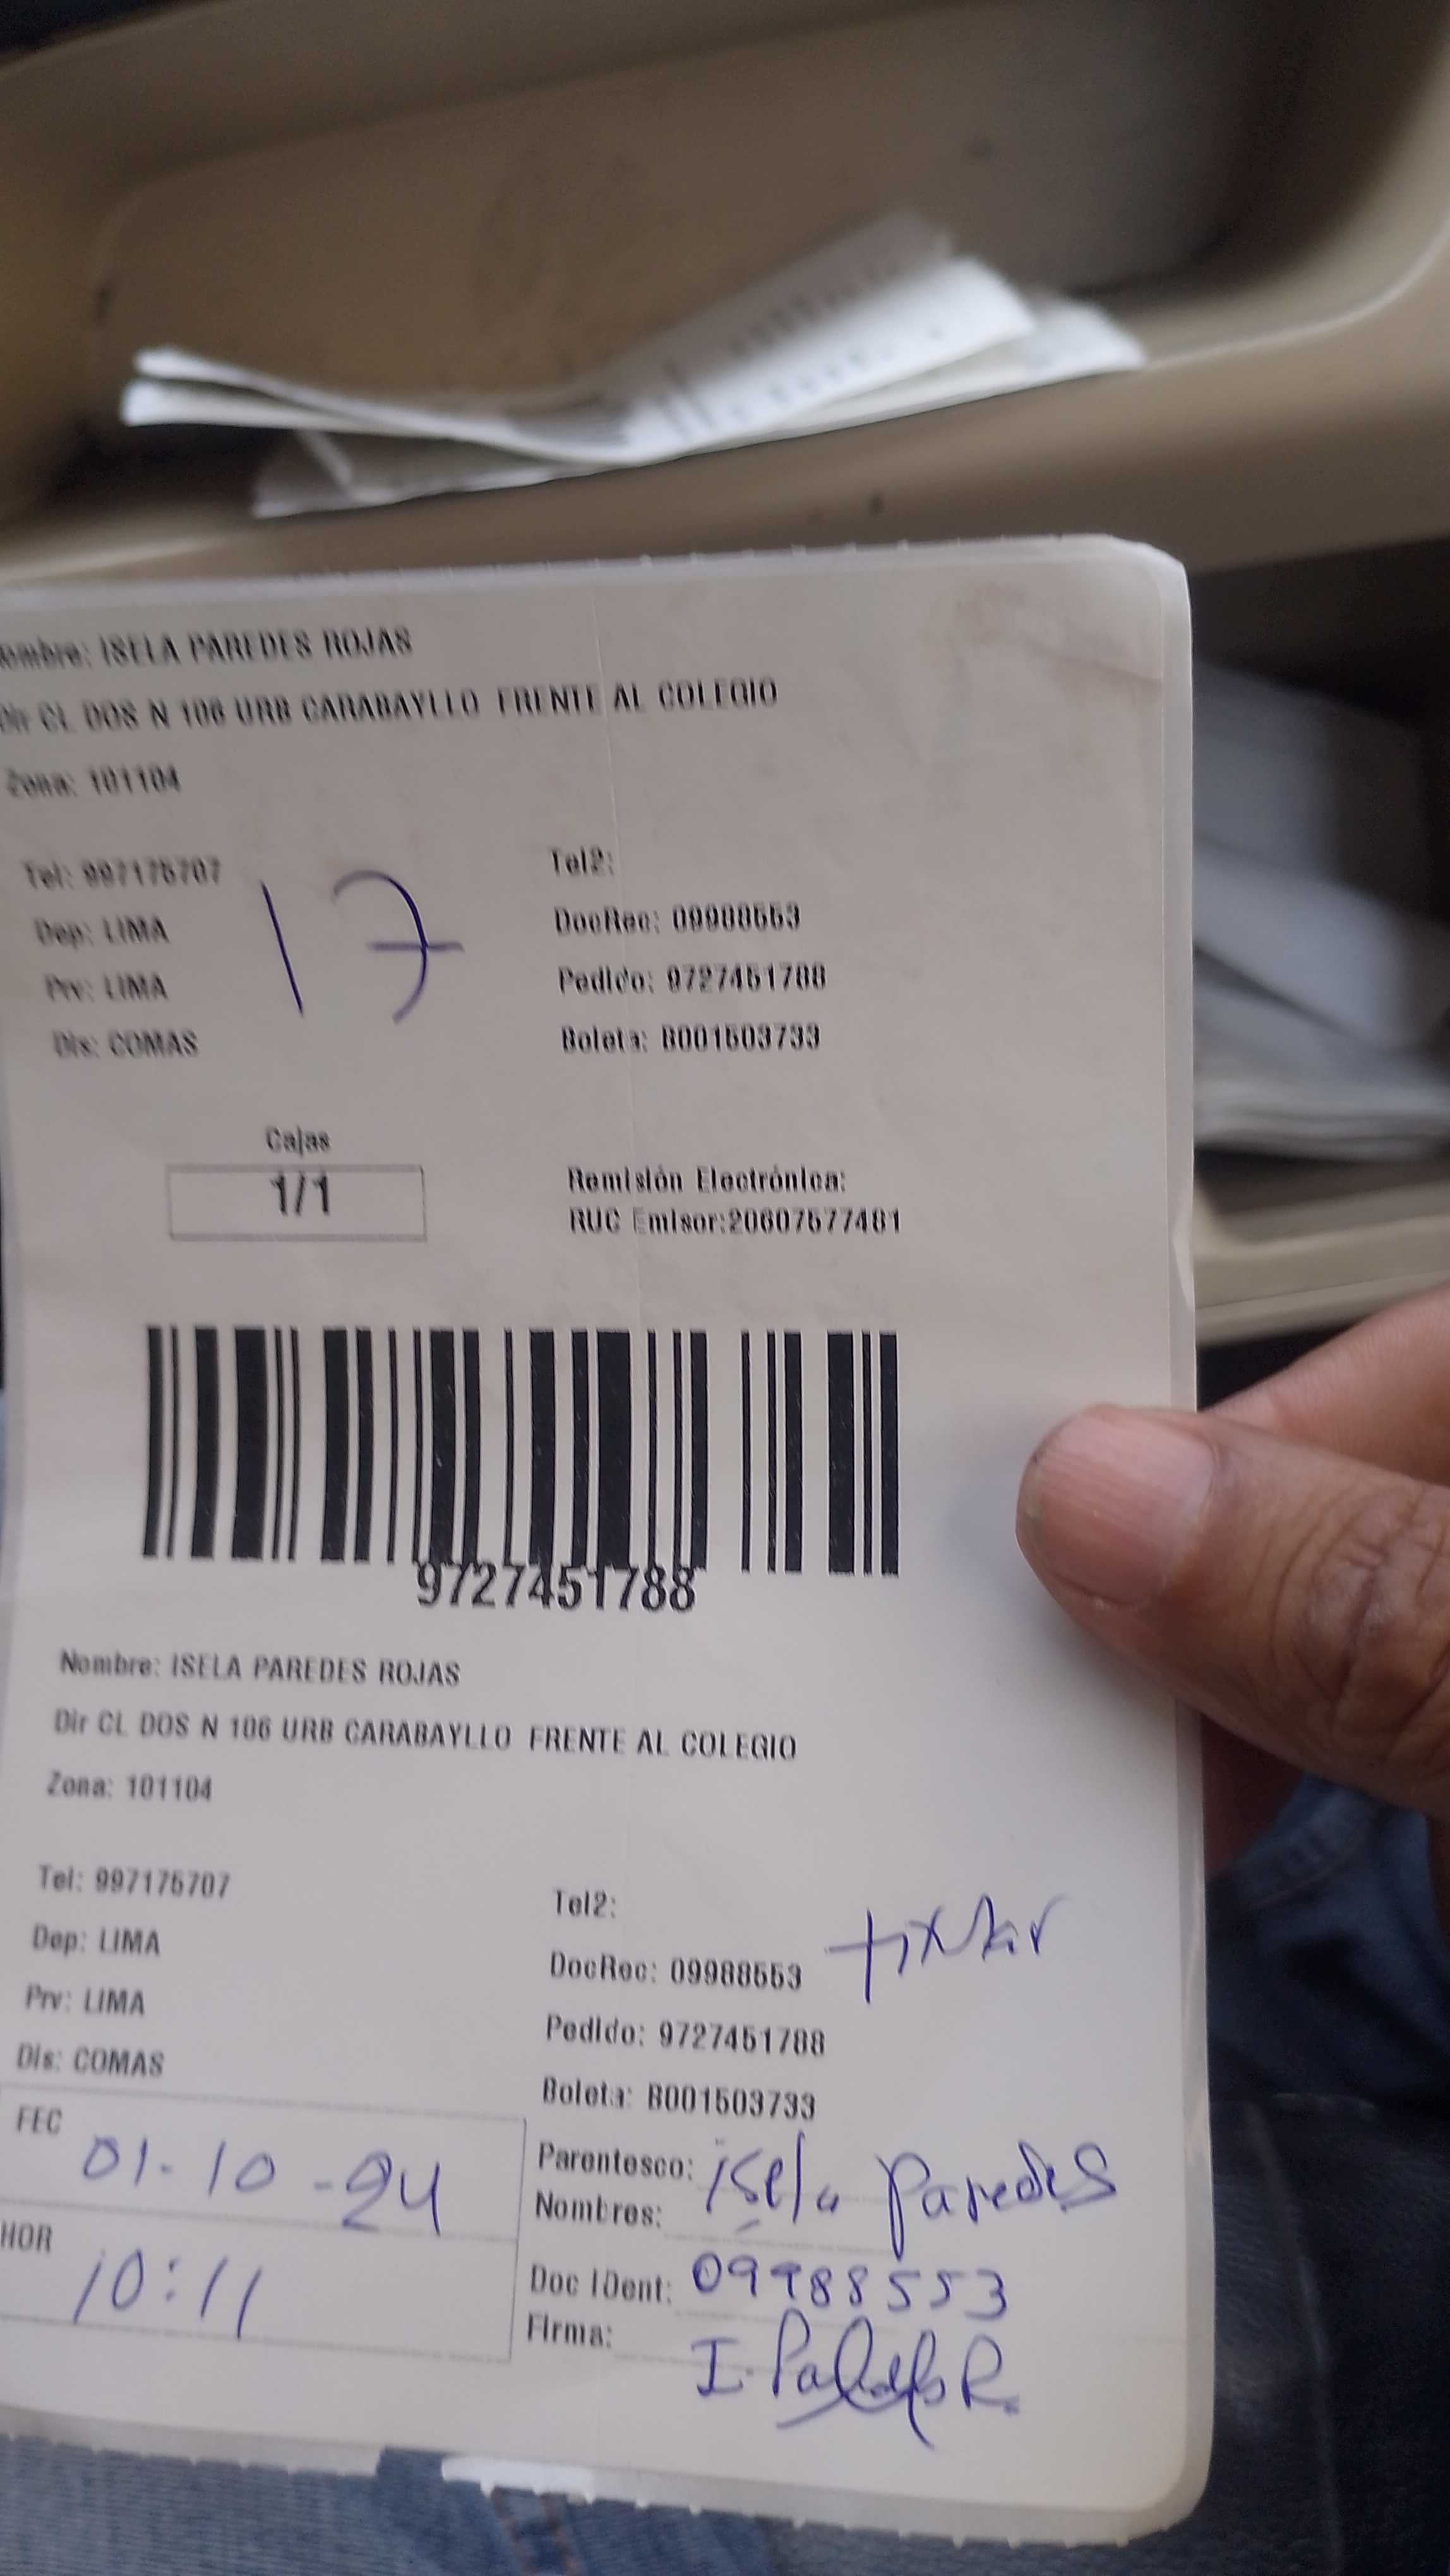 ombre: ISELA PAREDES ROJAS
Dir CL DOS N 106 URB CARABAYLLO FRENTE AL COLEGIO
Zona: 101104
Tel: 997175707
Tel2:
17
Dep: LIMA
DocRec: 09988553
Prv: LIMA
Pedido: 9727451788
Dis: COMAS
Boleta: B001503733
Cajas
1/1
Remisión Electrónica:
RUC Emisor:20607577481
9727451788
Nombre: ISELA PAREDES ROJAS
Dir CL DOS N 106 URB CARABAYLLO FRENTE AL COLEGIO
Zona: 101104
Tel: 997175707
Tel2:
Dep: LIMA
DocRec: 09988553
Prv: LIMA
Pedido: 9727451788
Dis: COMAS
Boleta: B001503733
FEC 01-10-24
Parentesco: isela paredes
Nombres:
HOR 10:11
Doc IDent: 09988553
Firma: I. R.